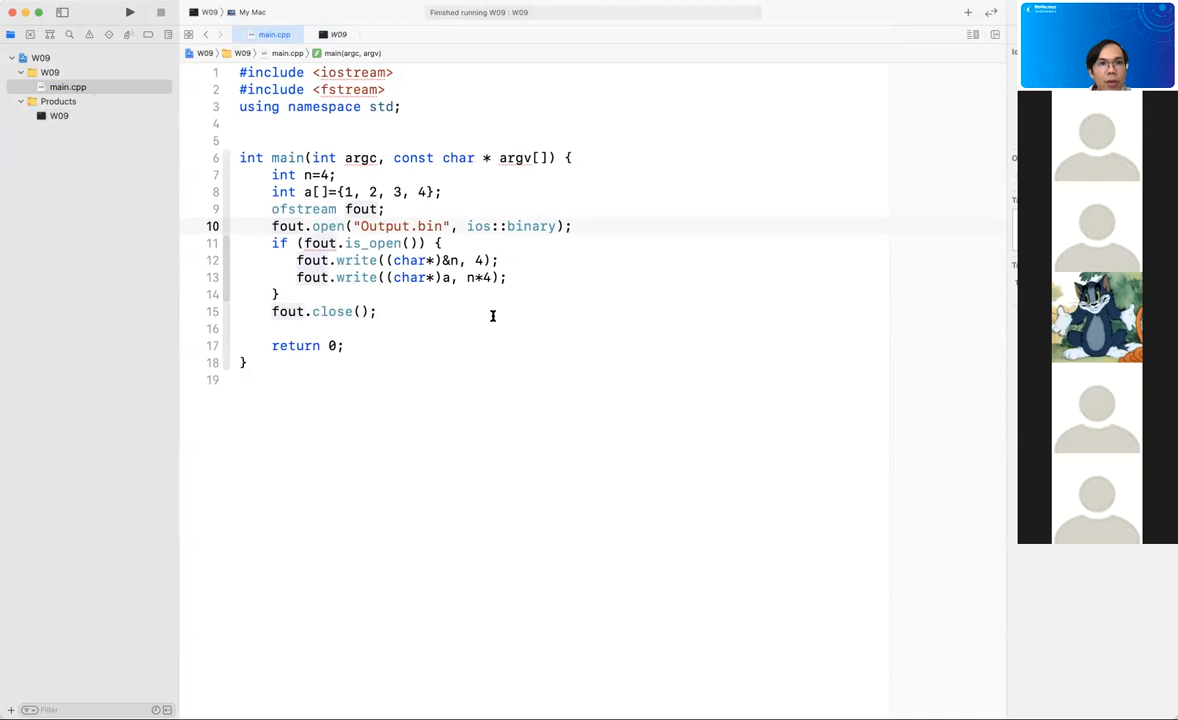 W09 › My Mac
Finished running W09 : W09
main.cpp
W09
W09 › W09 › main.cpp › main(argc, argv)
W09
W09
main.cpp
Products
W09
1 #include <iostream>
2 #include <fstream>
3 using namespace std;
4
5
6 int main(int argc, const char * argv[]) {
7 int n=4;
8 int a[]={1, 2, 3, 4};
9 ofstream fout;
10 fout.open("Output.bin", ios::binary);
11 if (fout.is_open()) {
12 fout.write((char*)&n, 4);
13 fout.write((char*)a, n*4);
14 }
15 fout.close();
16
17 return 0;
18 }
19
Filter